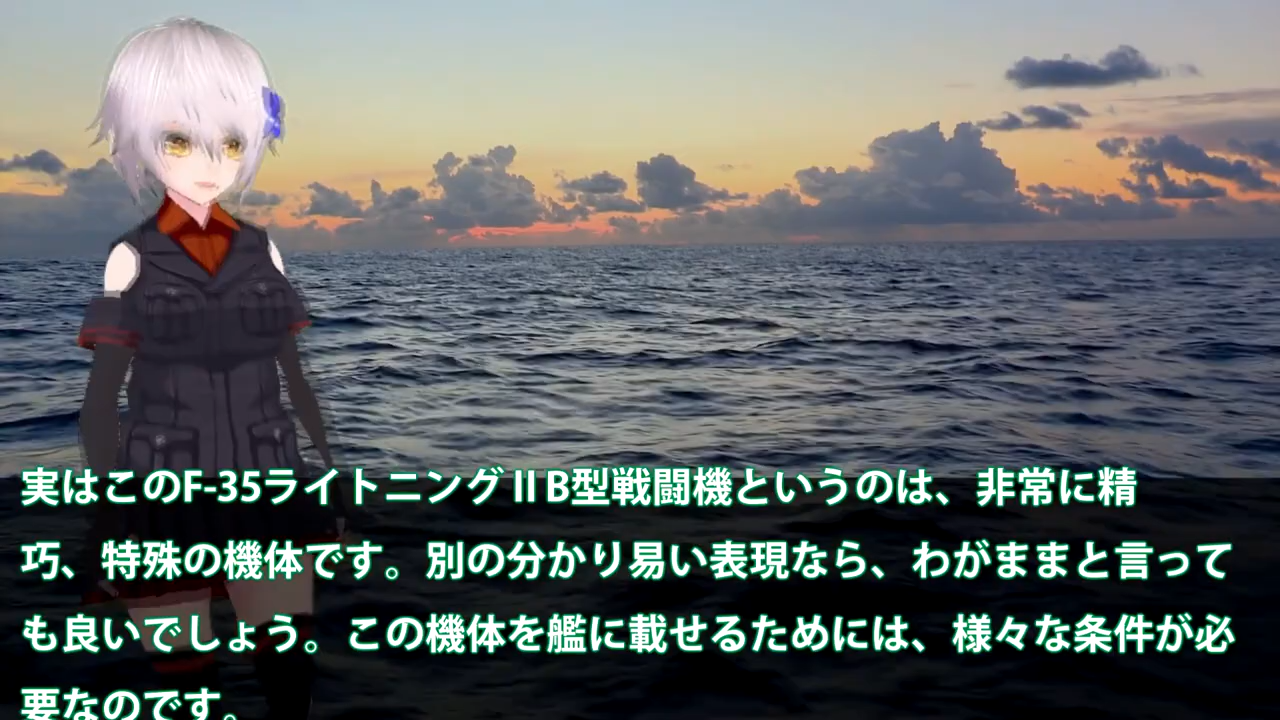 実はこのF-35ライトニングⅡB型戦闘機というのは、非常に精
巧、特殊の機体です。別の分かり易い表現なら、わがままと言って
も良いでしょう。この機体を艦に載せるためには、様々な条件が必
要なのです。